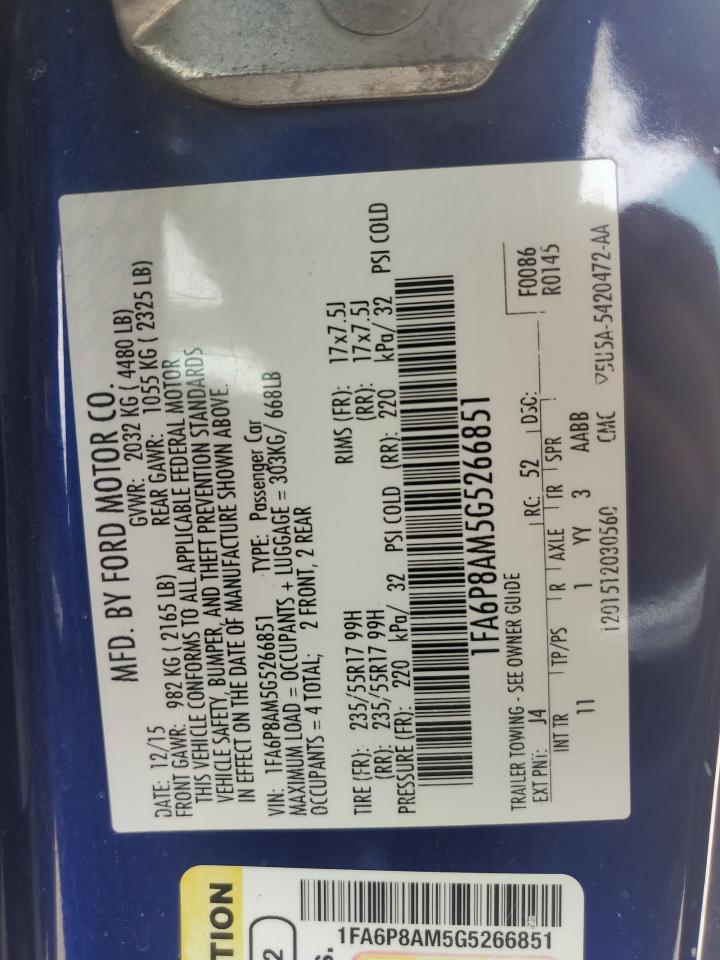 MFD. BY FORD MOTOR CO.
DATE: 12/15 GVWR: 2032 KG ( 4480 LB)
FRONT GAWR: 982 KG ( 2165 LB) REAR GAWR: 1055 KG ( 2325 LB)
THIS VEHICLE CONFORMS TO ALL APPLICABLE FEDERAL MOTOR
VEHICLE SAFETY, BUMPER, AND THEFT PREVENTION STANDARDS
IN EFFECT ON THE DATE OF MANUFACTURE SHOWN ABOVE.
VIN: 1FA6P8AM5G5266851 TYPE: Passenger Car
MAXIMUM LOAD = OCCUPANTS + LUGGAGE = 303KG/ 668LB
OCCUPANTS = 4 TOTAL; 2 FRONT, 2 REAR
TIRE (FR): 235/55R17 99H RIMS (FR): 17x7.5J
(RR): 235/55R17 99H (RR): 17x7.5J
PRESSURE (FR): 220 kPa/ 32 PSI COLD (RR): 220 kPa/ 32 PSI COLD
1FA6P8AM5G5266851
TRAILER TOWING - SEE OWNER GUIDE
F0086
EXT PNT: J4 RC: 52 DSO: R0145
INT TR TP/PS R AXLE TR SPR
11 1 YY 3 AABB
i201512030560 CMC 5U5A-5420472-AA
TION
2
S.
1FA6P8AM5G5266851